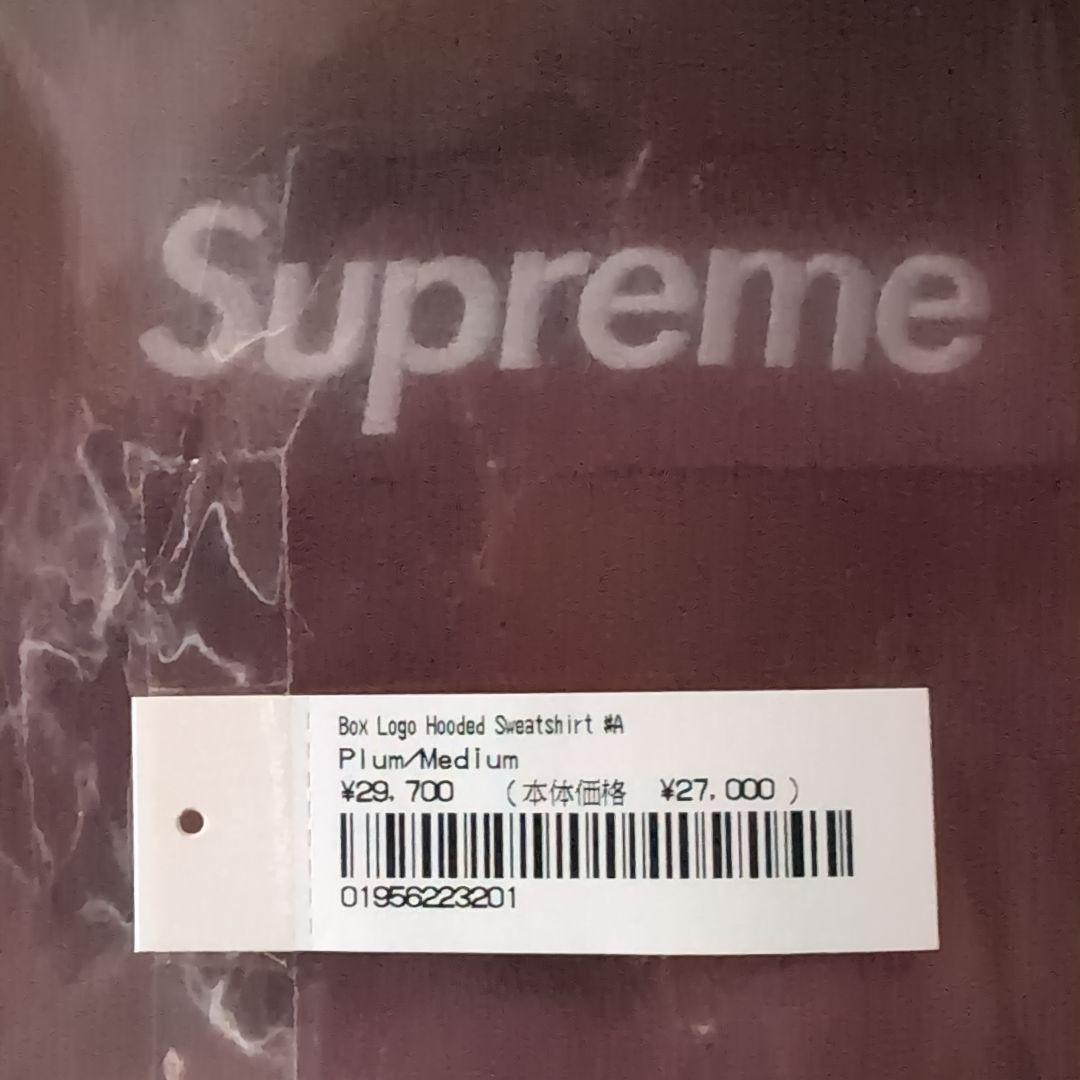 Supreme
Box Logo Hooded Sweatshirt #A
Plum/Medium
¥29,700 (本体価格 ¥27,000 )
01956223201